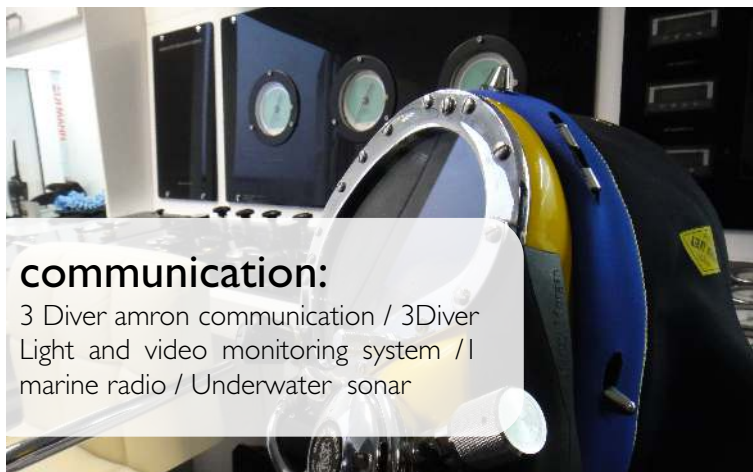 communication:
3 Diver amron communication / 3Diver
Light and video monitoring system /1
marine radio / Underwater sonar